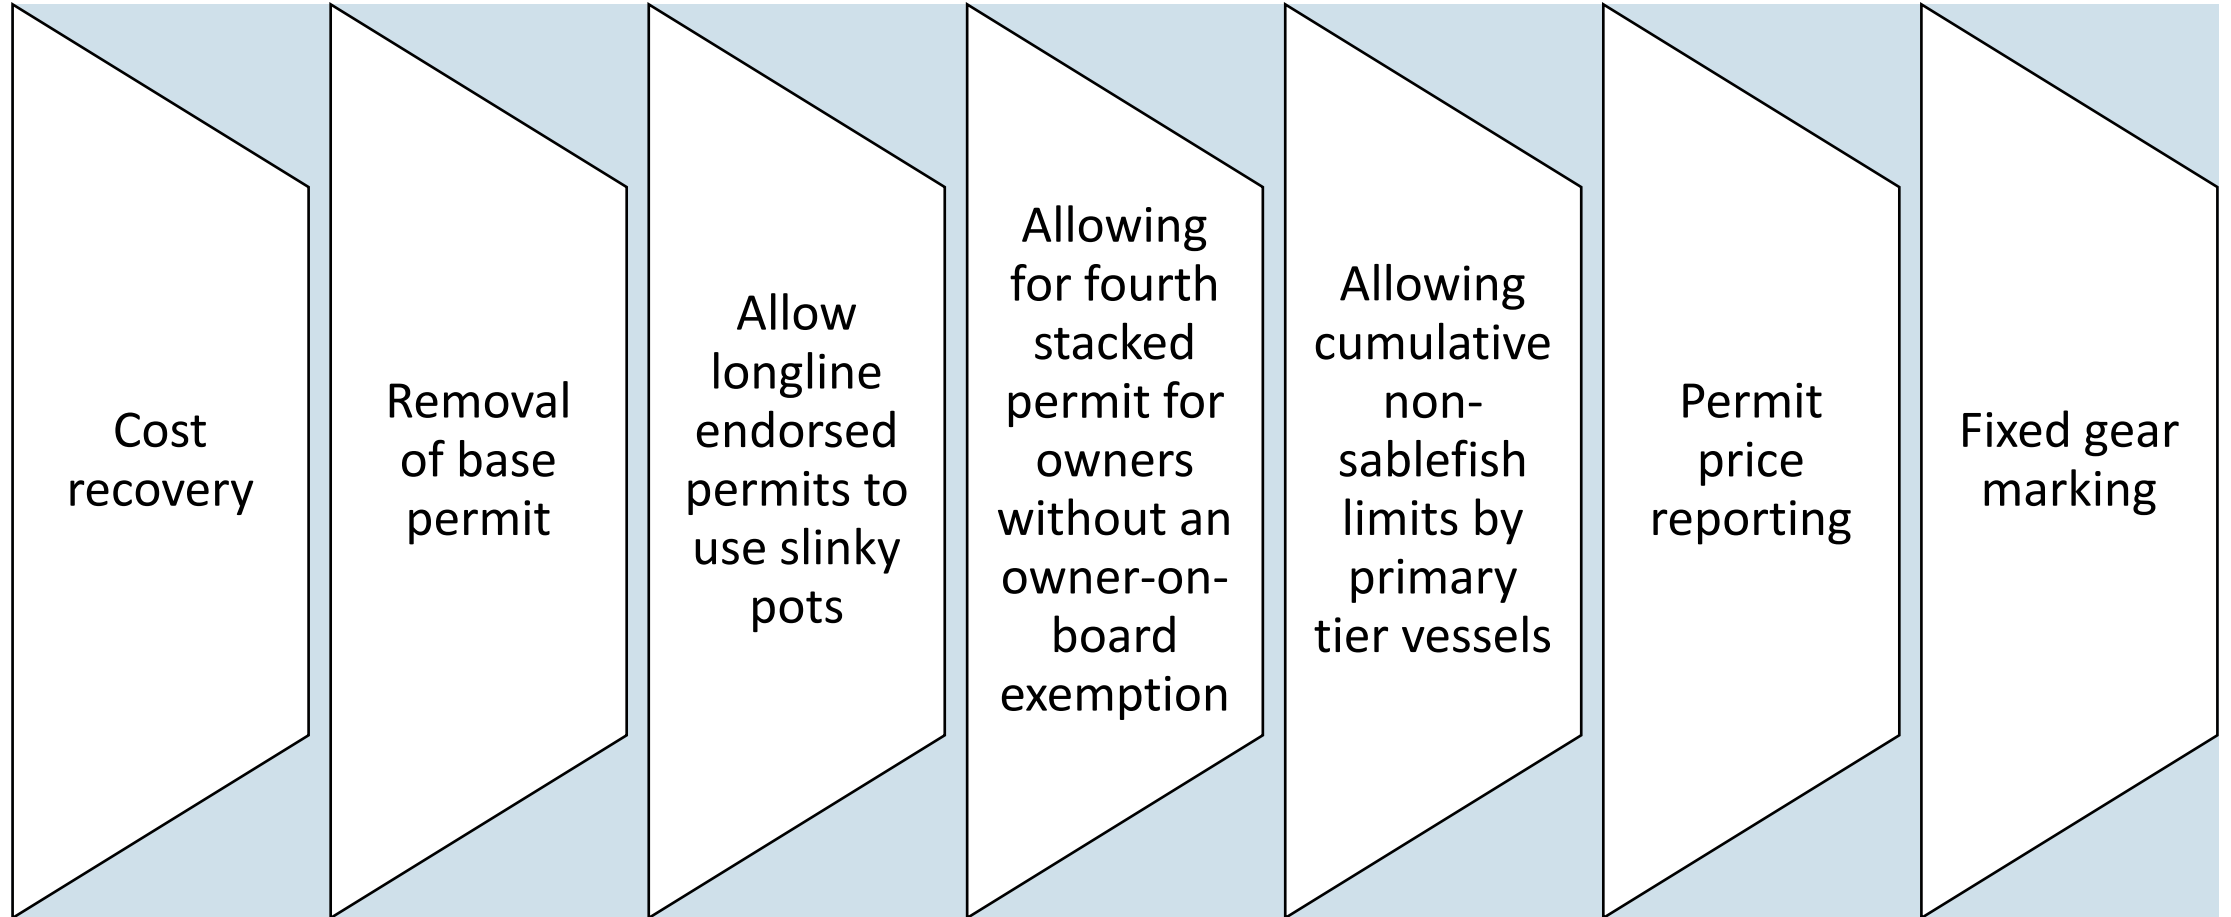 Cost
recovery
Removal
of base
permit
Allow
longline
endorsed
permits to
use slinky
pots
Allowing
for fourth
stacked
permit for
owners
without an
owner-on-
board
exemption
Allowing
cumulative
non-
sablefish
limits by
primary
tier vessels
Permit
price
reporting
Fixed gear
marking